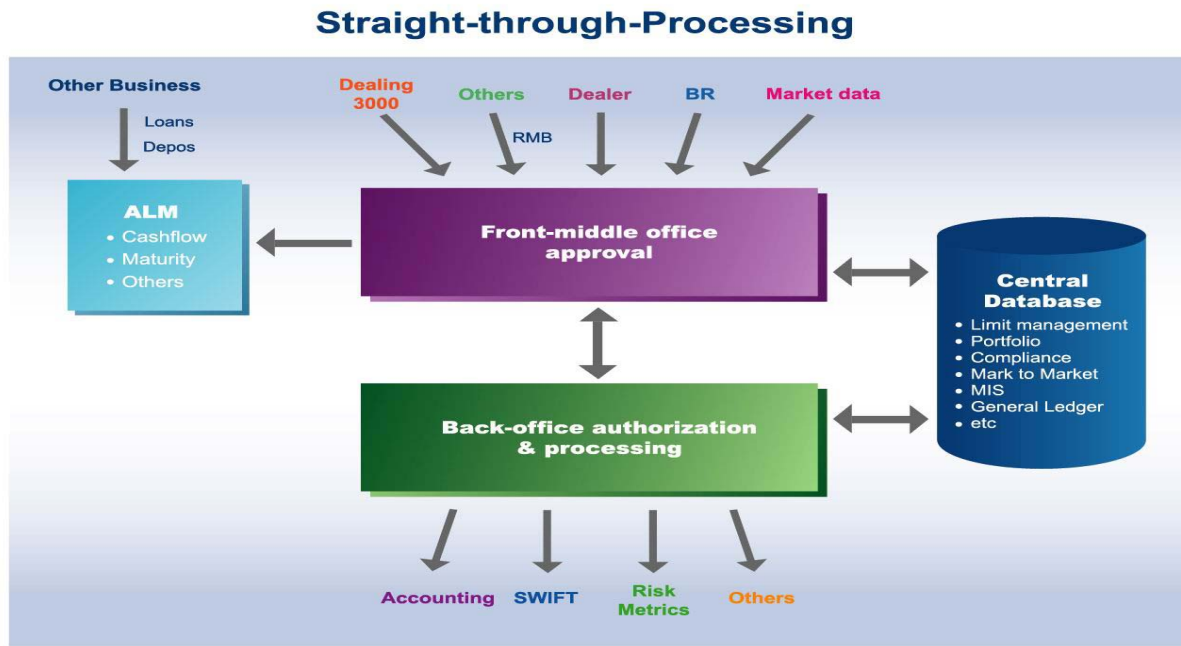 Straight-through-Processing
Other Business
Loans
Depos
Dealing
3000
Others
Dealer
BR
Market data
RMB
ALM
• Cashflow
• Maturity
• Others
Front-middle office
approval
Central
Database
• Limit management
• Portfolio
• Compliance
• Mark to Market
• MIS
• General Ledger
• etc
Back-office authorization
& processing
Accounting
SWIFT
Risk
Metrics
Others